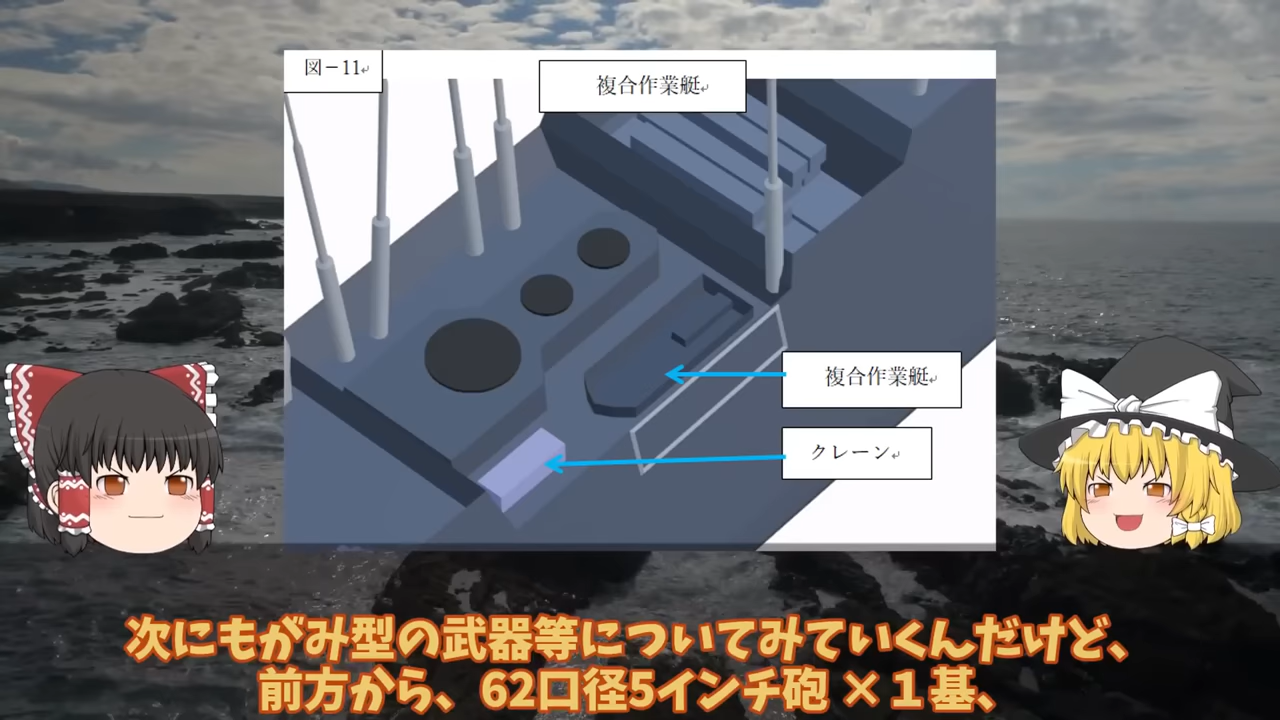 図－11
複合作業艇
複合作業艇
クレーン
次にもがみ型の武器等についてみていくんだけど、
前方から、62口径5インチ砲 ×１基、